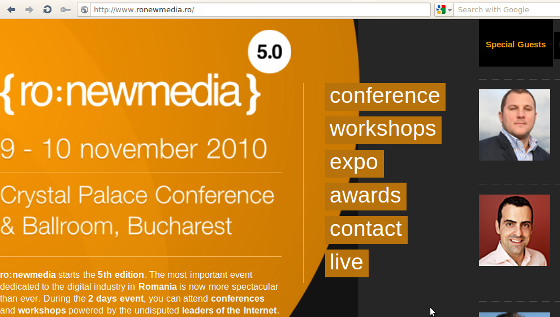 http://www.ronewmedia.ro/
Search with Google
5.0
{ro:newmedia}
9 - 10 november 2010
Crystal Palace Conference
& Ballroom, Bucharest
ro:newmedia starts the 5th edition. The most important event
dedicated to the digital industry in Romania is now more spectacular
than ever. During the 2 days event, you can attend conferences
and workshops powered by the undisputed leaders of the Internet.
conference
workshops
expo
awards
contact
live
Special Guests